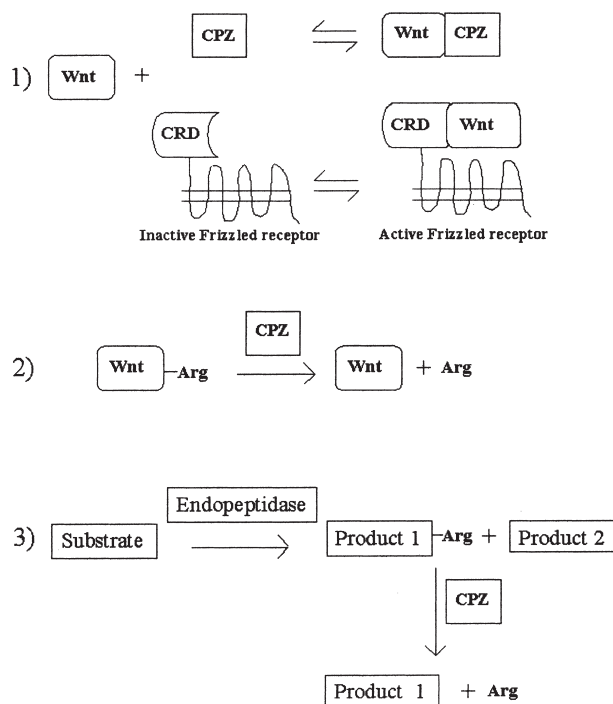 CPZ Wnt CPZ
1) Wnt +
CRD CRD Wnt
Inactive Frizzled receptor Active Frizzled receptor
CPZ
2) Wnt -Arg Wnt + Arg
Endopeptidase
3) Substrate Product 1 -Arg + Product 2
CPZ
Product 1 + Arg